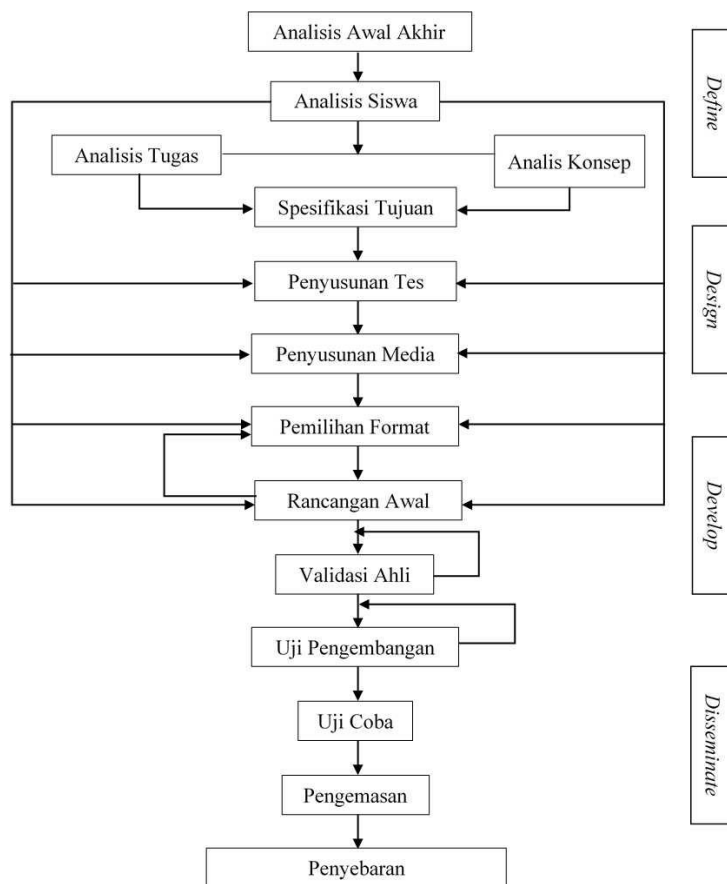 Analisis Awal Akhir
Analisis Siswa
Analisis Tugas
Analis Konsep
Spesifikasi Tujuan
Penyusunan Tes
Penyusunan Media
Pemilihan Format
Rancangan Awal
Validasi Ahli
Uji Pengembangan
Uji Coba
Pengemasan
Penyebaran
Define
Design
Develop
Disseminate